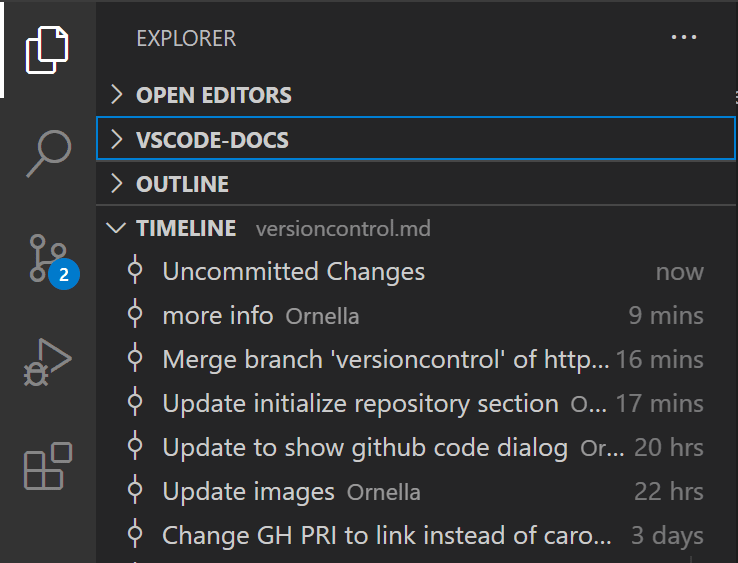 EXPLORER ...
OPEN EDITORS
VSCODE-DOCS
OUTLINE
TIMELINE versioncontrol.md
Uncommitted Changes now
2
more info Ornella 9 mins
Merge branch 'versioncontrol' of http... 16 mins
Update initialize repository section O... 17 mins
Update to show github code dialog Or... 20 hrs
Update images Ornella 22 hrs
Change GH PRI to link instead of caro... 3 days